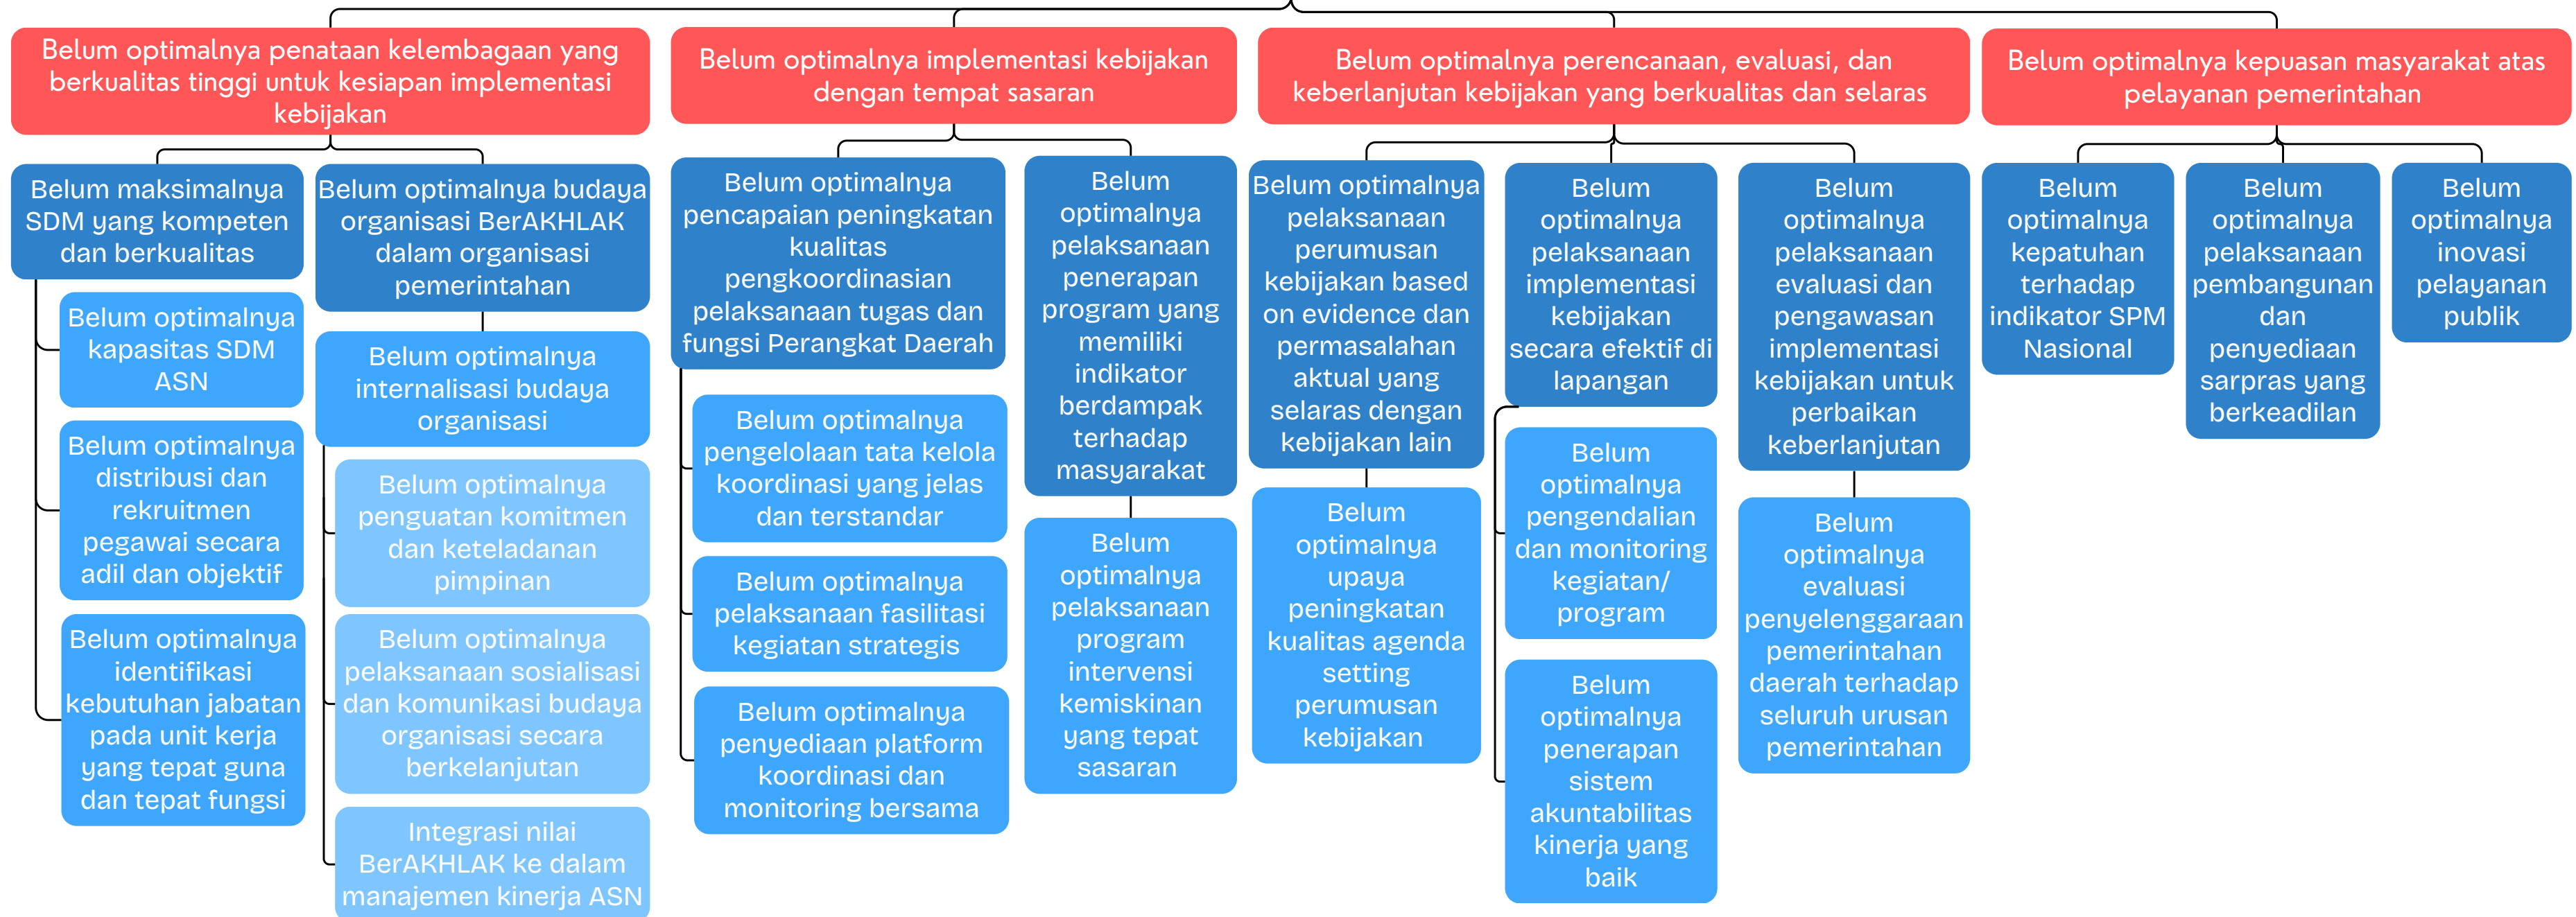 Belum optimalnya penataan kelembagaan yang
berkualitas tinggi untuk kesiapan implementasi
kebijakan
Belum maksimalnya
SDM yang kompeten
dan berkualitas
Belum optimalnya
kapasitas SDM
ASN
Belum optimalnya
distribusi dan
rekruitmen
pegawai secara
adil dan objektif
Belum optimalnya
identifikasi
kebutuhan jabatan
pada unit kerja
yang tepat guna
dan tepat fungsi
Belum optimalnya budaya
organisasi BerAKHLAK
dalam organisasi
pemerintahan
Belum optimalnya
internalisasi budaya
organisasi
Belum optimalnya
penguatan komitmen
dan keteladanan
pimpinan
Belum optimalnya
pelaksanaan sosialisasi
dan komunikasi budaya
organisasi secara
berkelanjutan
Integrasi nilai
BerAKHLAK ke dalam
manajemen kinerja ASN
Belum optimalnya implementasi kebijakan
dengan tempat sasaran
Belum optimalnya
pencapaian peningkatan
kualitas
pengkoordinasian
pelaksanaan tugas dan
fungsi Perangkat Daerah
Belum optimalnya
pengelolaan tata kelola
koordinasi yang jelas
dan terstandar
Belum optimalnya
pelaksanaan fasilitasi
kegiatan strategis
Belum optimalnya
penyediaan platform
koordinasi dan
monitoring bersama
Belum
optimalnya
pelaksanaan
penerapan
program yang
memiliki
indikator
berdampak
terhadap
masyarakat
Belum
optimalnya
pelaksanaan
program
intervensi
kemiskinan
yang tepat
sasaran
Belum optimalnya perencanaan, evaluasi, dan
keberlanjutan kebijakan yang berkualitas dan selaras
Belum optimalnya
pelaksanaan
perumusan
kebijakan based
on evidence dan
permasalahan
aktual yang
selaras dengan
kebijakan lain
Belum
optimalnya
upaya
peningkatan
kualitas agenda
setting
perumusan
kebijakan
Belum
optimalnya
pelaksanaan
implementasi
kebijakan
secara efektif di
lapangan
Belum
optimalnya
pengendalian
dan monitoring
kegiatan/
program
Belum
optimalnya
penerapan
sistem
akuntabilitas
kinerja yang
baik
Belum
optimalnya
pelaksanaan
evaluasi dan
pengawasan
implementasi
kebijakan untuk
perbaikan
keberlanjutan
Belum
optimalnya
evaluasi
penyelenggaraan
pemerintahan
daerah terhadap
seluruh urusan
pemerintahan
Belum optimalnya kepuasan masyarakat atas
pelayanan pemerintahan
Belum
optimalnya
kepatuhan
terhadap
indikator SPM
Nasional
Belum
optimalnya
pelaksanaan
pembangunan
dan
penyediaan
sarpras yang
berkeadilan
Belum
optimalnya
inovasi
pelayanan
publik